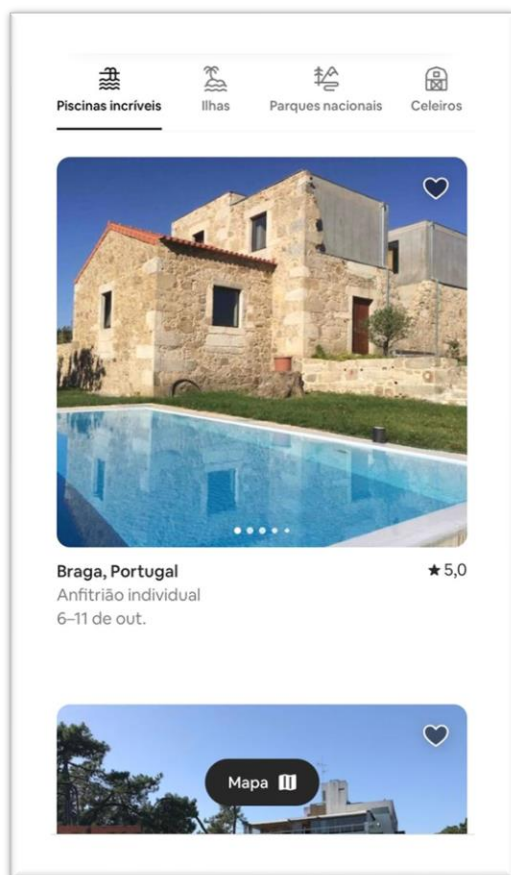 Piscinas incríveis
Ilhas
Parques nacionais
Celeiros
Braga, Portugal
5,0
Anfitrião individual
6–11 de out.
Mapa